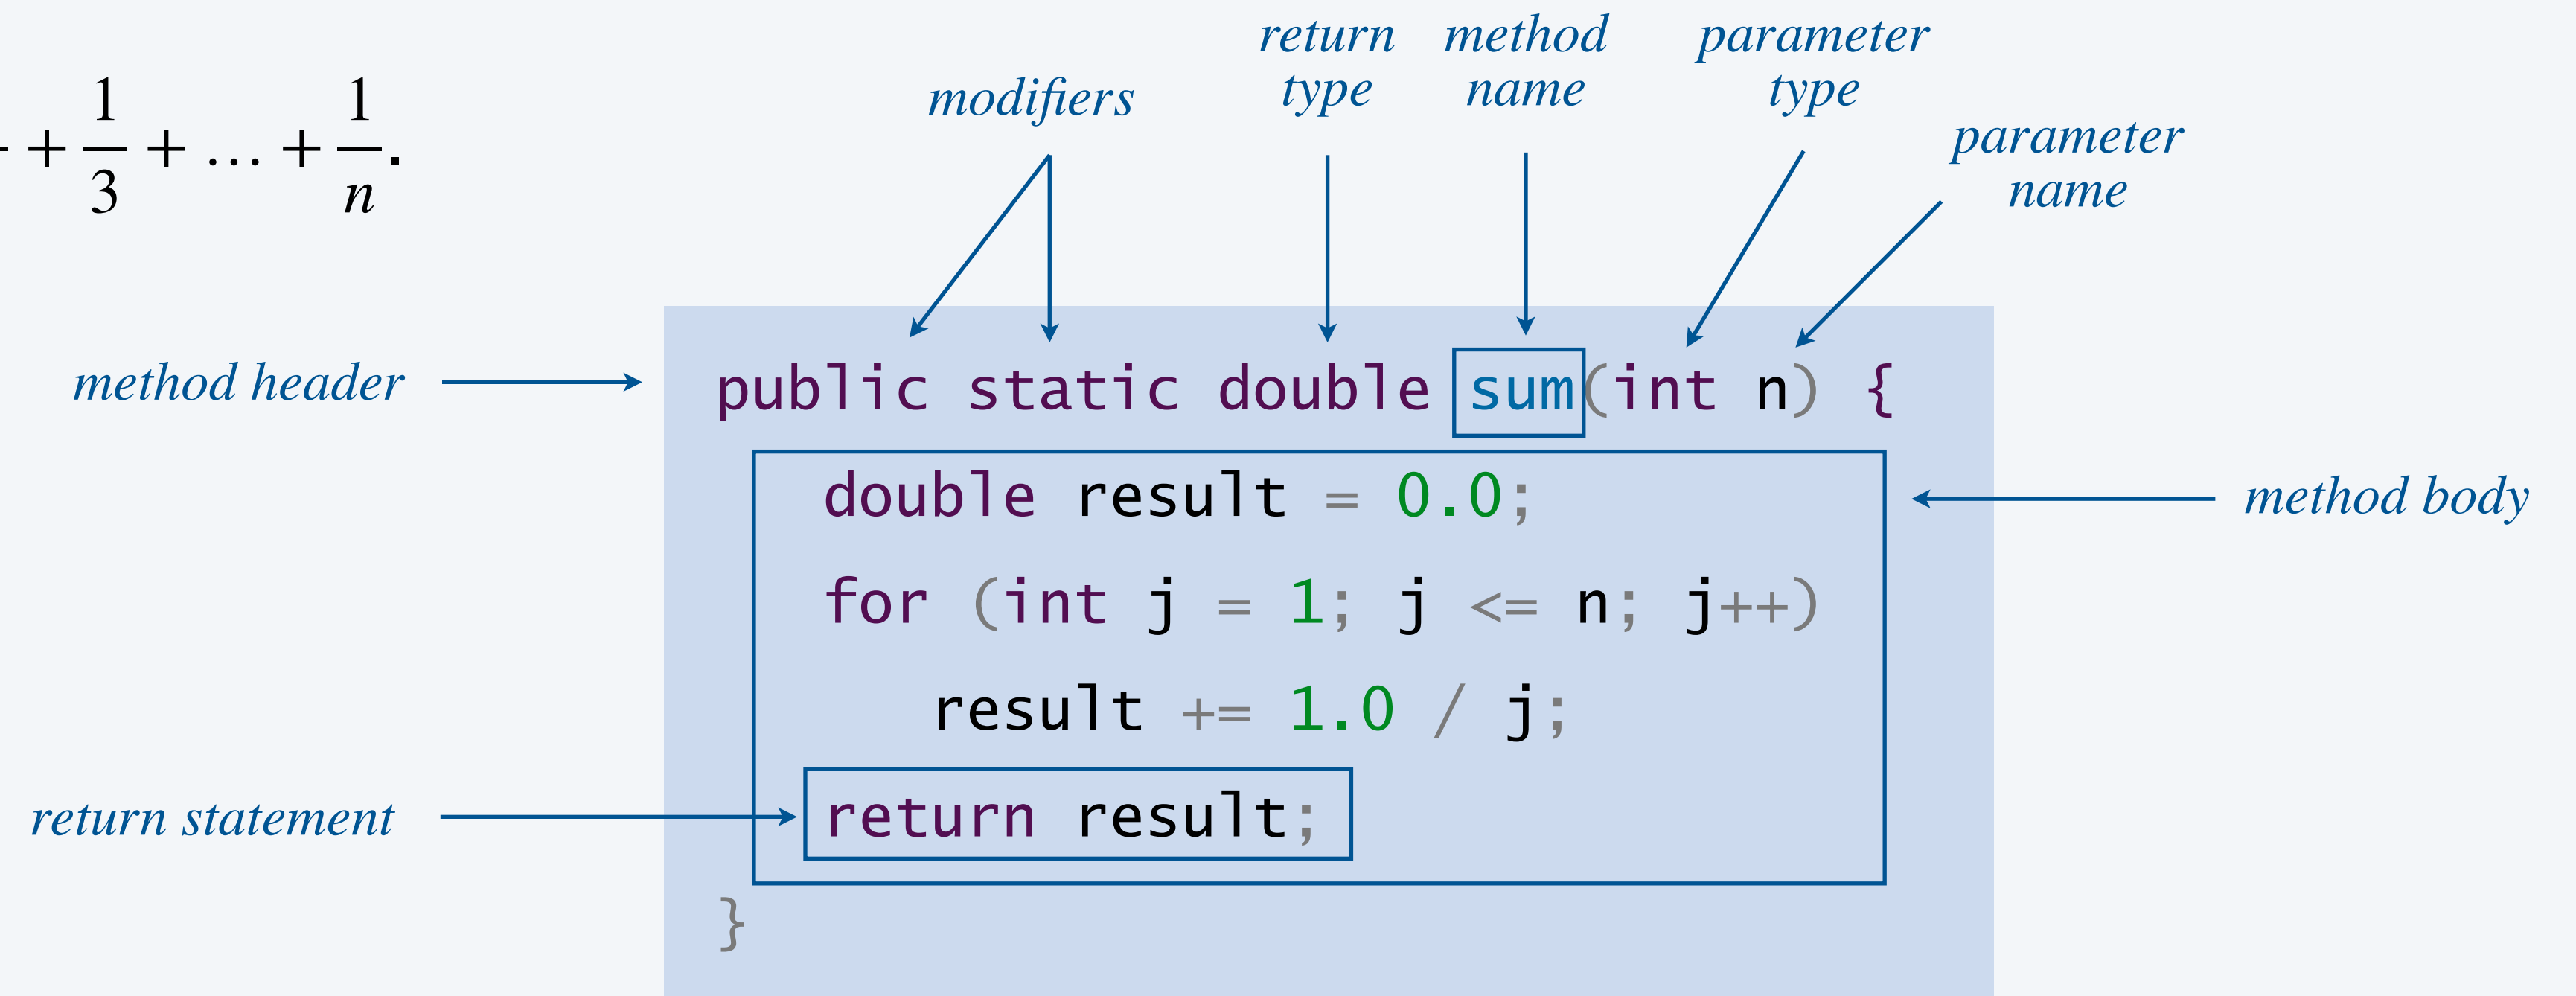 + 1/3 + … + 1/n.
modifiers
return
type
method
name
parameter
type
parameter
name
method header
public static double sum(int n) {
double result = 0.0;
for (int j = 1; j <= n; j++)
result += 1.0 / j;
return result;
}
method body
return statement